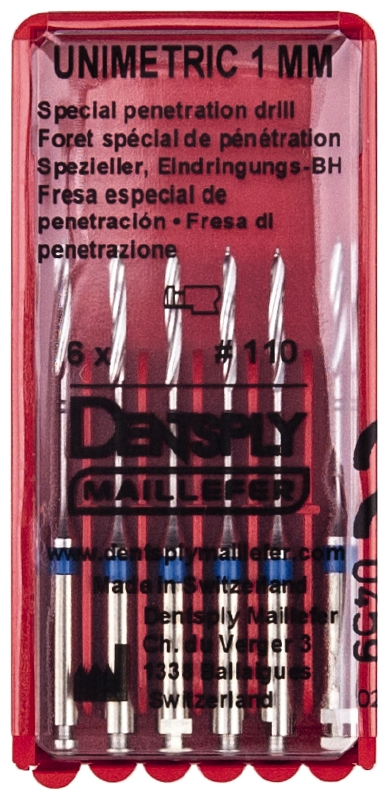 UNIMETRIC 1 MM
Special penetration drill
Foret spécial de pénétration
Spezieller, Eindringungs-BH
Fresa especial de
penetración • Fresa di
penetrazione
6 x # 110
DENTSPLY
MAILLEFER
www.dentsplymaillefer.com
Made in Switzerland
Dentsply Maillefer
Ch. du Verger 3
1338 Ballaigues
Switzerland
0459
02